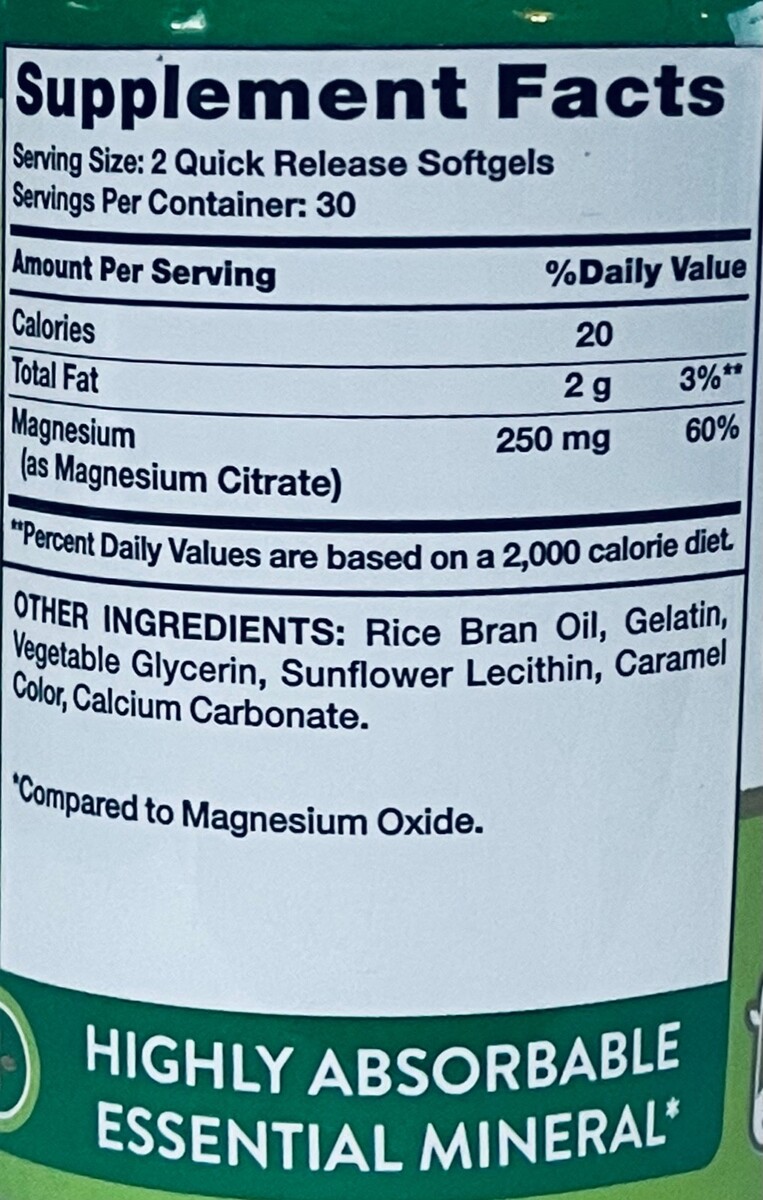 Supplement Facts
Serving Size: 2 Quick Release Softgels
Servings Per Container: 30
Amount Per Serving %Daily Value
Calories 20
Total Fat 2 g 3%**
Magnesium 250 mg 60%
(as Magnesium Citrate)
**Percent Daily Values are based on a 2,000 calorie diet.
OTHER INGREDIENTS: Rice Bran Oil, Gelatin,
Vegetable Glycerin, Sunflower Lecithin, Caramel
Color, Calcium Carbonate.
*Compared to Magnesium Oxide.
HIGHLY ABSORBABLE
ESSENTIAL MINERAL*